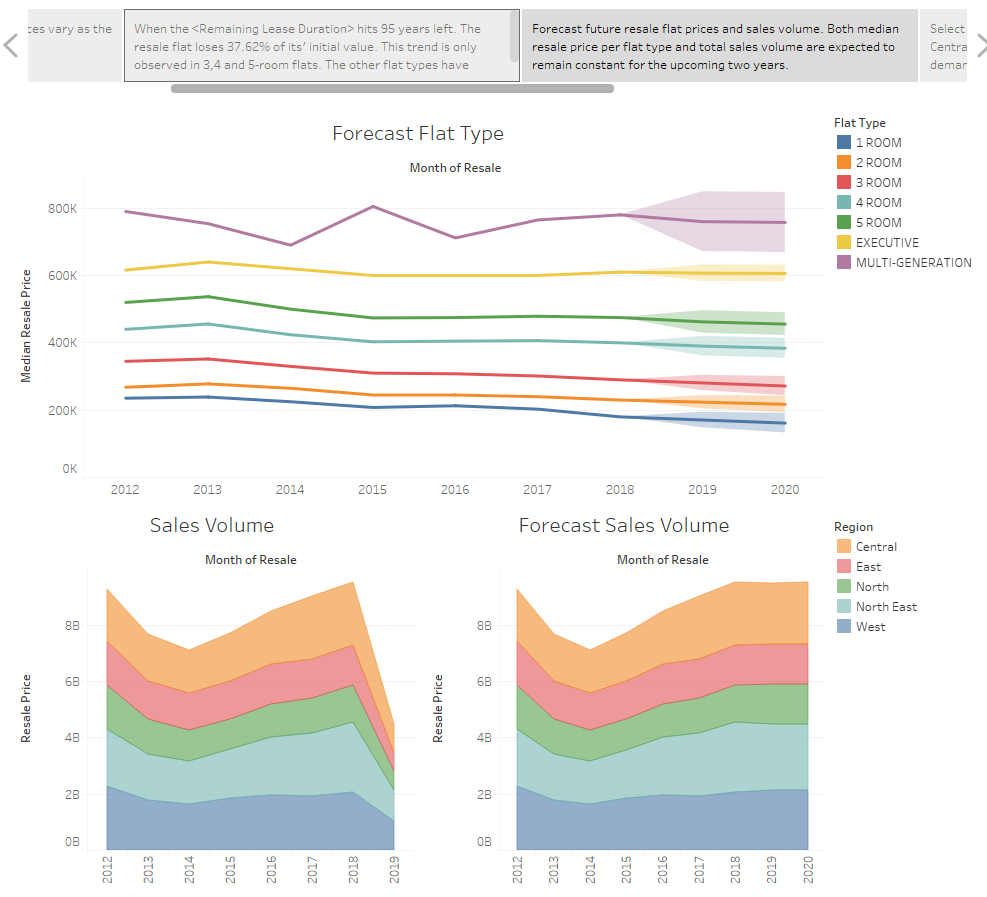 ces vary as the
When the <Remaining Lease Duration> hits 95 years left. The
resale flat loses 37.62% of its' initial value. This trend is only
observed in 3,4 and 5-room flats. The other flat types have
Forecast future resale flat prices and sales volume. Both median
resale price per flat type and total sales volume are expected to
remain constant for the upcoming two years.
Select
Centra
demar
Forecast Flat Type
Month of Resale
Median Resale Price
800K
600K
400K
200K
0K
2012 2013 2014 2015 2016 2017 2018 2019 2020
Flat Type
1 ROOM
2 ROOM
3 ROOM
4 ROOM
5 ROOM
EXECUTIVE
MULTI-GENERATION
Sales Volume
Month of Resale
Resale Price
8B
6B
4B
2B
0B
2012 2013 2014 2015 2016 2017 2018 2019
Forecast Sales Volume
Month of Resale
Resale Price
8B
6B
4B
2B
0B
2012 2013 2014 2015 2016 2017 2018 2019 2020
Region
Central
East
North
North East
West